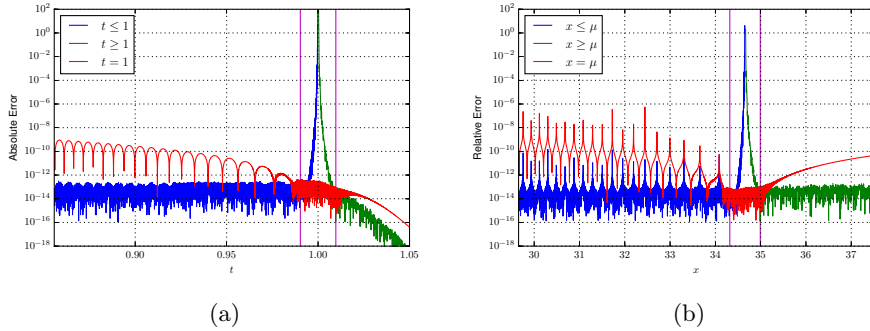 10^2
10^0
10^{-2}
10^{-4}
10^{-6}
10^{-8}
10^{-10}
10^{-12}
10^{-14}
10^{-16}
10^{-18}
Absolute Error
t ≤ 1
t ≥ 1
t = 1
0.90 0.95 1.00 1.05
t
(a)
10^2
10^0
10^{-2}
10^{-4}
10^{-6}
10^{-8}
10^{-10}
10^{-12}
10^{-14}
10^{-16}
10^{-18}
Relative Error
x ≤ μ
x ≥ μ
x = μ
30 31 32 33 34 35 36 37
x
(b)